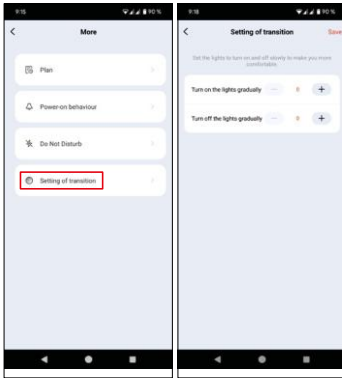 9:15
90 %
More
Plan
Power-on behaviour
Do Not Disturb
Setting of transition
9:18
90 %
Setting of transition
Save
Set the lights to turn on and off slowly to make you more
comfortable.
Turn on the lights gradually
0
Turn off the lights gradually
0